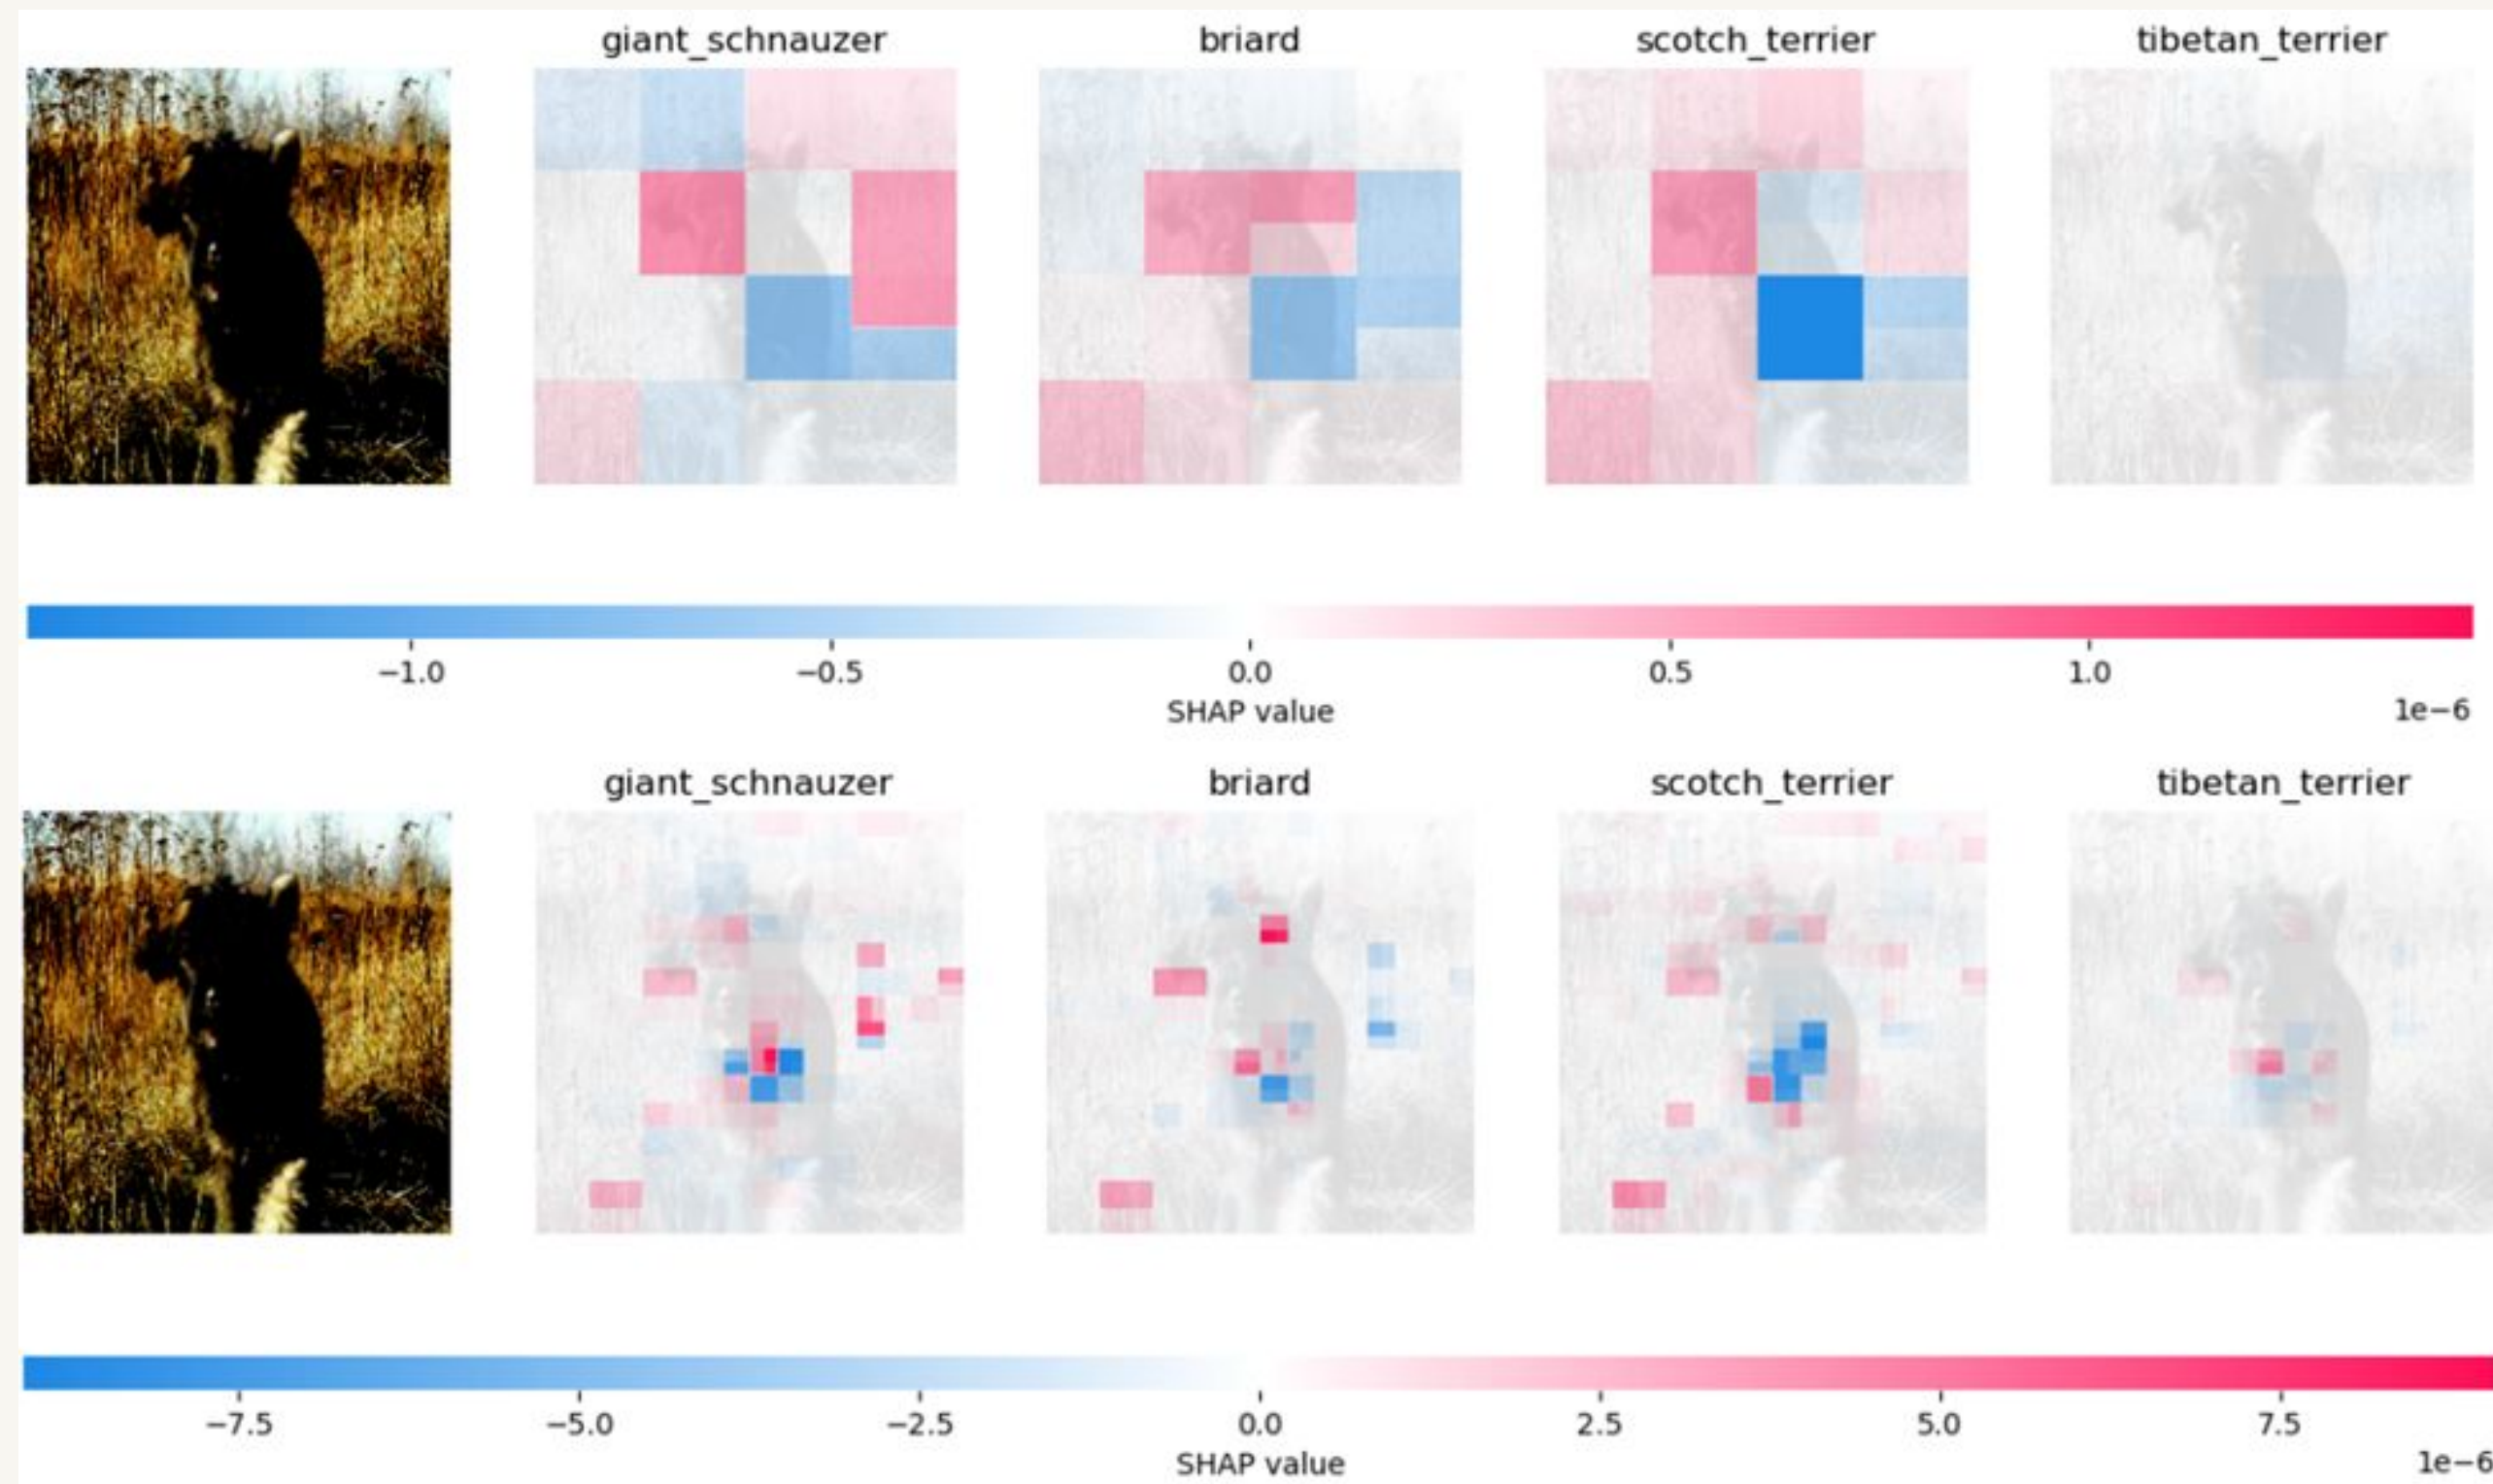 giant_schnauzer briard scotch_terrier tibetan_terrier
−1.0 −0.5 0.0 0.5 1.0
SHAP value
1e−6
giant_schnauzer briard scotch_terrier tibetan_terrier
−7.5 −5.0 −2.5 0.0 2.5 5.0 7.5
SHAP value
1e−6